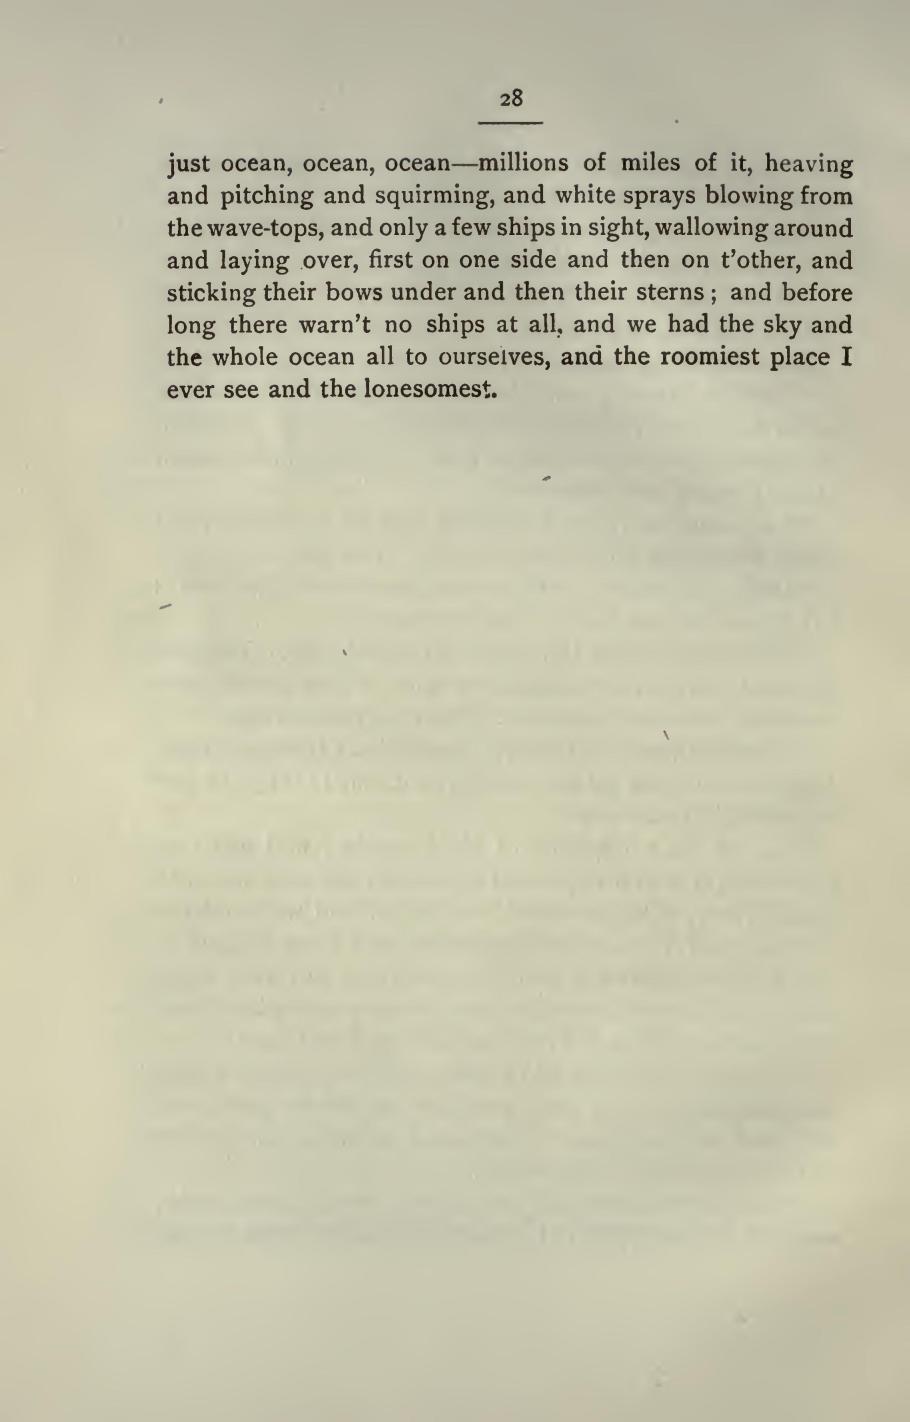 28
just ocean, ocean, ocean—millions of miles of it, heaving
and pitching and squirming, and white sprays blowing from
the wave-tops, and only a few ships in sight, wallowing around
and laying over, first on one side and then on t'other, and
sticking their bows under and then their sterns ; and before
long there warn't no ships at all, and we had the sky and
the whole ocean all to ourselves, and the roomiest place I
ever see and the lonesomest.